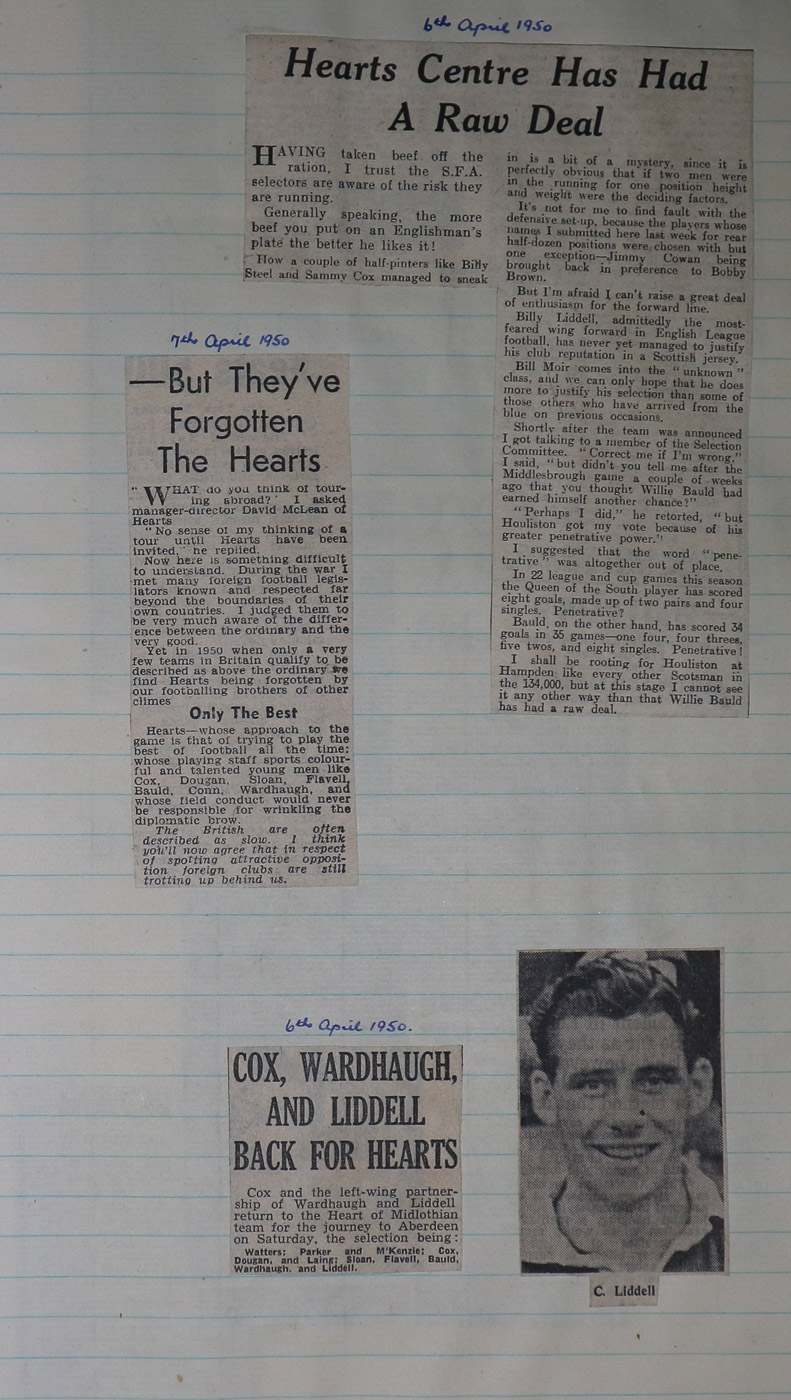 6th April 1950
Hearts Centre Has Had
A Raw Deal
HAVING taken beef off the
ration, I trust the S.F.A.
selectors are aware of the risk they
are running.
Generally speaking, the more
beef you put on an Englishman's
plate the better he likes it!
How a couple of half-pinters like Billy
Steel and Sammy Cox managed to sneak
in is a bit of a mystery, since it is
perfectly obvious that if two men were
in the running for one position height
and weight were the deciding factors.
It's not for me to find fault with the
defensive set-up, because the players whose
names I submitted here last week for rear
half-dozen positions were chosen with but
one exception—Jimmy Cowan being
brought back in preference to Bobby
Brown.
But I'm afraid I can't raise a great deal
of enthusiasm for the forward line.
Billy Liddell, admittedly the most-
feared wing forward in English League
football, has never yet managed to justify
his club reputation in a Scottish jersey.
Bill Moir comes into the "unknown"
class, and we can only hope that he does
more to justify his selection than some of
those others who have arrived from the
blue on previous occasions.
Shortly after the team was announced
I got talking to a member of the Selection
Committee. "Correct me if I'm wrong,"
I said, "but didn't you tell me after the
Middlesbrough game a couple of weeks
ago that you thought Willie Bauld had
earned himself another chance?"
"Perhaps I did," he retorted, "but
Houliston got my vote because of his
greater penetrative power."
I suggested that the word "pene-
trative" was altogether out of place.
In 22 league and cup games this season
the Queen of the South player has scored
eight goals, made up of two pairs and four
singles. Penetrative?
Bauld, on the other hand, has scored 34
goals in 35 games—one four, four threes,
five twos, and eight singles. Penetrative!
I shall be rooting for Houliston at
Hampden like every other Scotsman in
the 134,000, but at this stage I cannot see
it any other way than that Willie Bauld
has had a raw deal.
7th April 1950
—But They've
Forgotten
The Hearts
"WHAT do you think of tour-
ing abroad?" I asked
manager-director David McLean of
Hearts
"No sense of my thinking of a
tour until Hearts have been
invited," he replied.
Now here is something difficult
to understand. During the war I
met many foreign football legis-
lators known and respected far
beyond the boundaries of their
own countries. I judged them to
be very much aware of the differ-
ence between the ordinary and the
very good.
Yet in 1950 when only a very
few teams in Britain qualify to be
described as above the ordinary we
find Hearts being forgotten by
our footballing brothers of other
climes
Only The Best
Hearts—whose approach to the
game is that of trying to play the
best of football all the time;
whose playing staff sports colour-
ful and talented young men like
Cox, Dougan, Sloan, Flavell,
Bauld, Conn, Wardhaugh, and
whose field conduct would never
be responsible for wrinkling the
diplomatic brow.
The British are often
described as slow. I think
you'll now agree that in respect
of spotting attractive opposi-
tion foreign clubs are still
trotting up behind us.
6th April 1950.
COX, WARDHAUGH,
AND LIDDELL
BACK FOR HEARTS
Cox and the left-wing partner-
ship of Wardhaugh and Liddell
return to the Heart of Midlothian
team for the journey to Aberdeen
on Saturday, the selection being:
Watters; Parker and M'Kenzie; Cox,
Dougan, and Laing; Sloan, Flavell, Bauld,
Wardhaugh, and Liddell.
C. Liddell